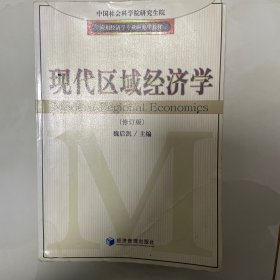 中国社会科学院研究生院
现代区域经济学
Regional Economics
(修订版)
魏后凯 / 主编
M
经济管理出版社